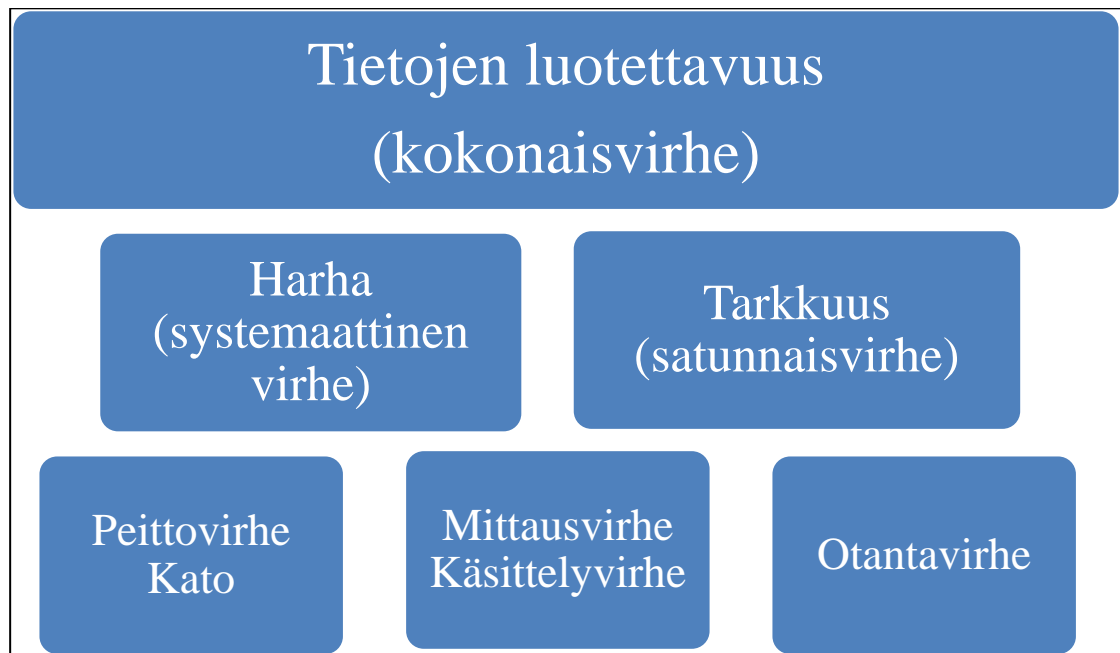 Tietojen luotettavuus
(kokonaisvirhe)
Harha
(systemaattinen
virhe)
Tarkkuus
(satunnaisvirhe)
Peittovirhe
Kato
Mittausvirhe
Käsittelyvirhe
Otantavirhe